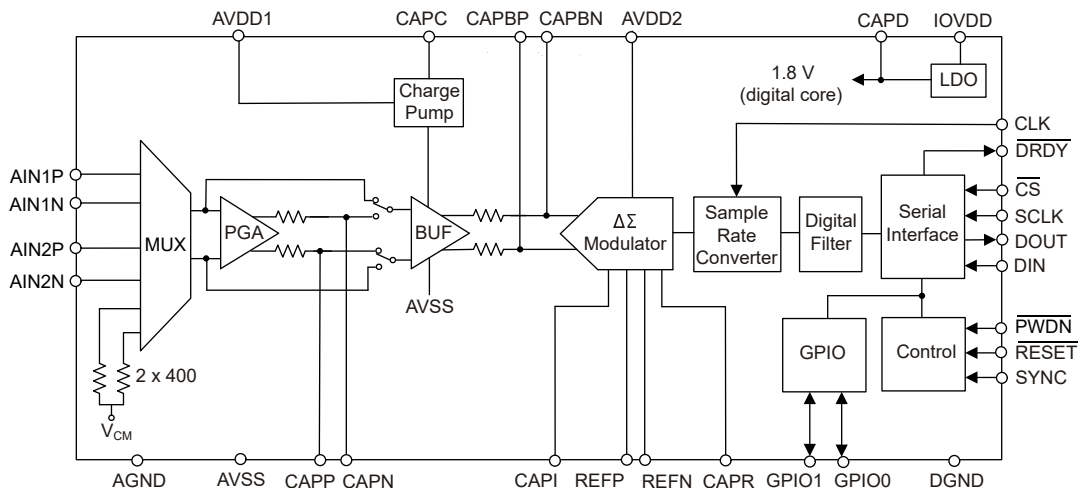 AVDD1
CAPC
CAPBP
CAPBN
AVDD2
CAPD
IOVDD
Charge
Pump
1.8 V
(digital core)
LDO
CLK
DRDY
CS
SCLK
DOUT
DIN
AIN1P
AIN1N
AIN2P
AIN2N
MUX
PGA
BUF
AVSS
ΔΣ
Modulator
Sample
Rate
Converter
Digital
Filter
Serial
Interface
2 x 400
VCM
GPIO
Control
PWDN
RESET
SYNC
AGND
AVSS
CAPP
CAPN
CAPI
REFP
REFN
CAPR
GPIO1
GPIO0
DGND